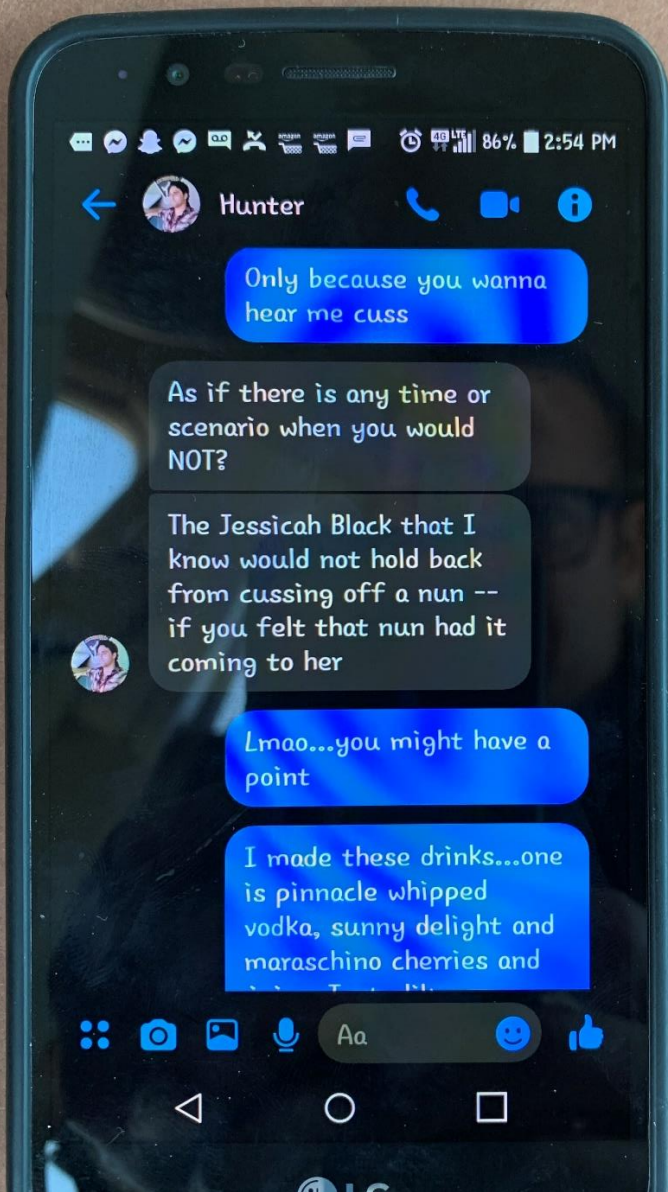 86% 2:54 PM
Hunter
Only because you wanna
hear me cuss
As if there is any time or
scenario when you would
NOT?
The Jessicah Black that I
know would not hold back
from cussing off a nun --
if you felt that nun had it
coming to her
Lmao...you might have a
point
I made these drinks...one
is pinnacle whipped
vodka, sunny delight and
maraschino cherries and
Aa
LG